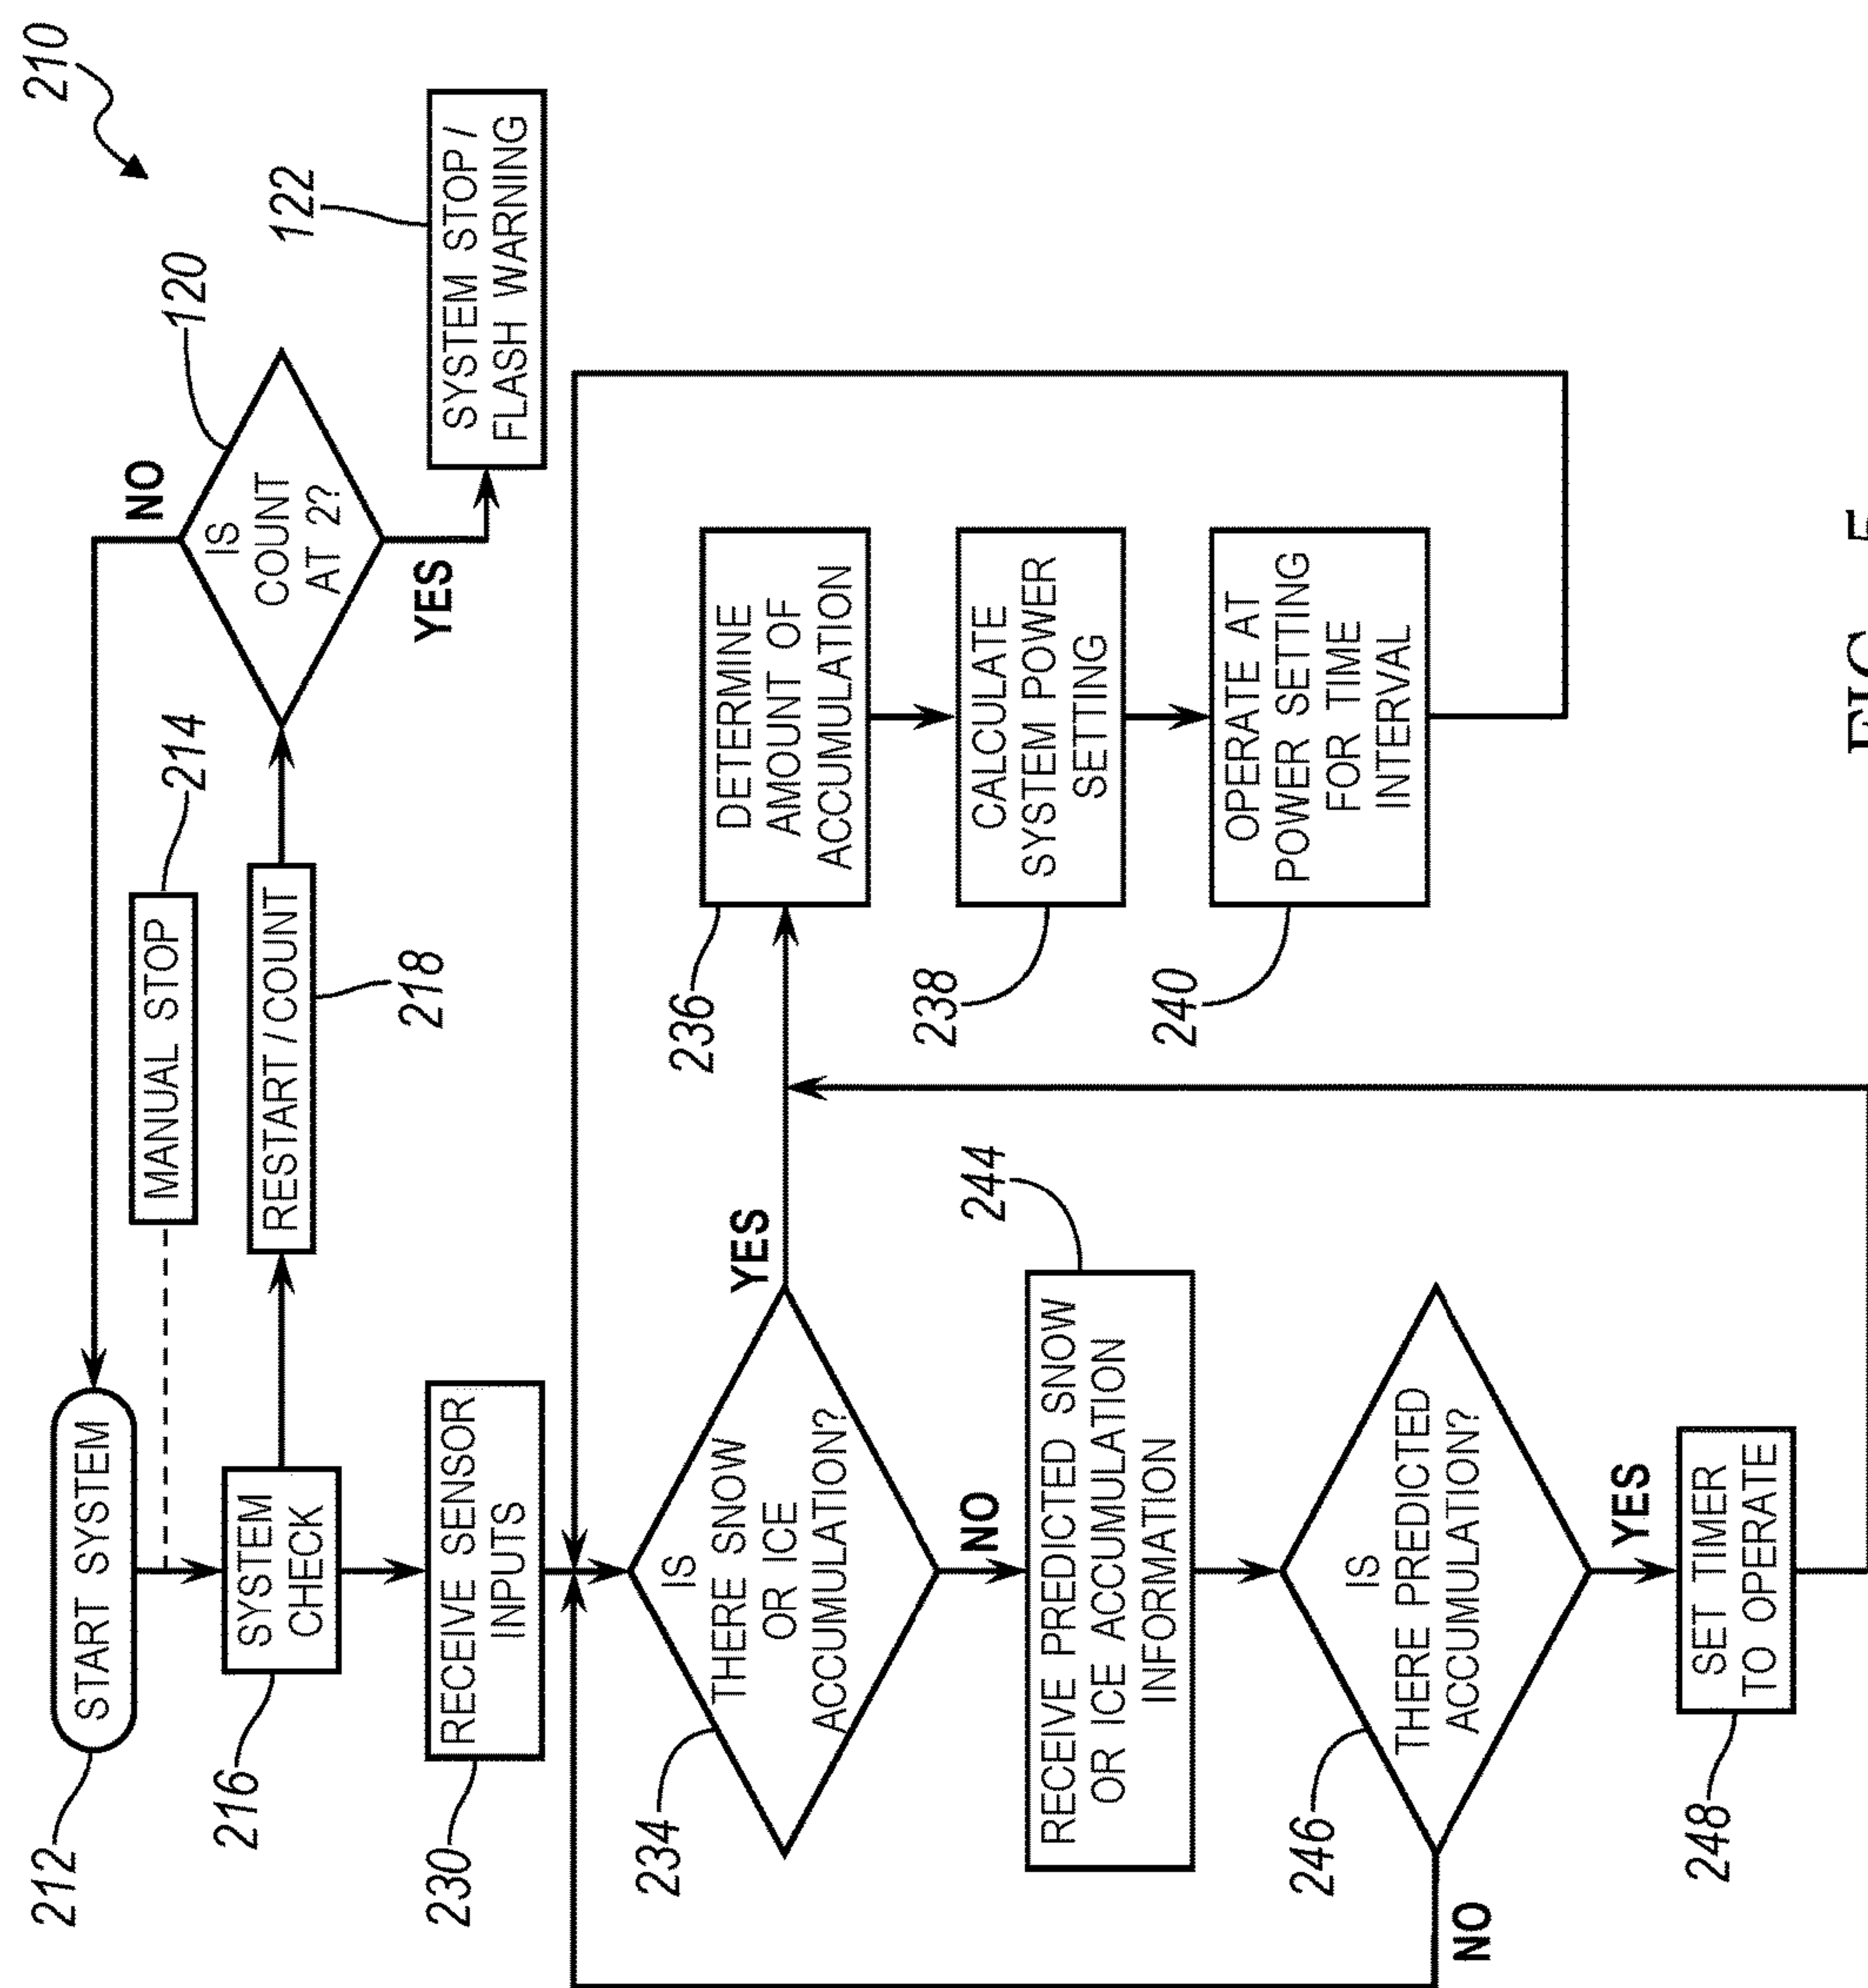 210
212
START SYSTEM
NO
IS
COUNT
AT 2?
120
YES
MANUAL STOP
214
216
SYSTEM
CHECK
RESTART / COUNT
218
SYSTEM STOP /
FLASH WARNING
122
230
RECEIVE SENSOR
INPUTS
234
IS
THERE SNOW
OR ICE
ACCUMULATION?
YES
236
DETERMINE
AMOUNT OF
ACCUMULATION
NO
238
CALCULATE
SYSTEM POWER
SETTING
244
RECEIVE PREDICTED SNOW
OR ICE ACCUMULATION
INFORMATION
240
OPERATE AT
POWER SETTING
FOR TIME
INTERVAL
246
IS
THERE PREDICTED
ACCUMULATION?
NO
YES
248
SET TIMER
TO OPERATE